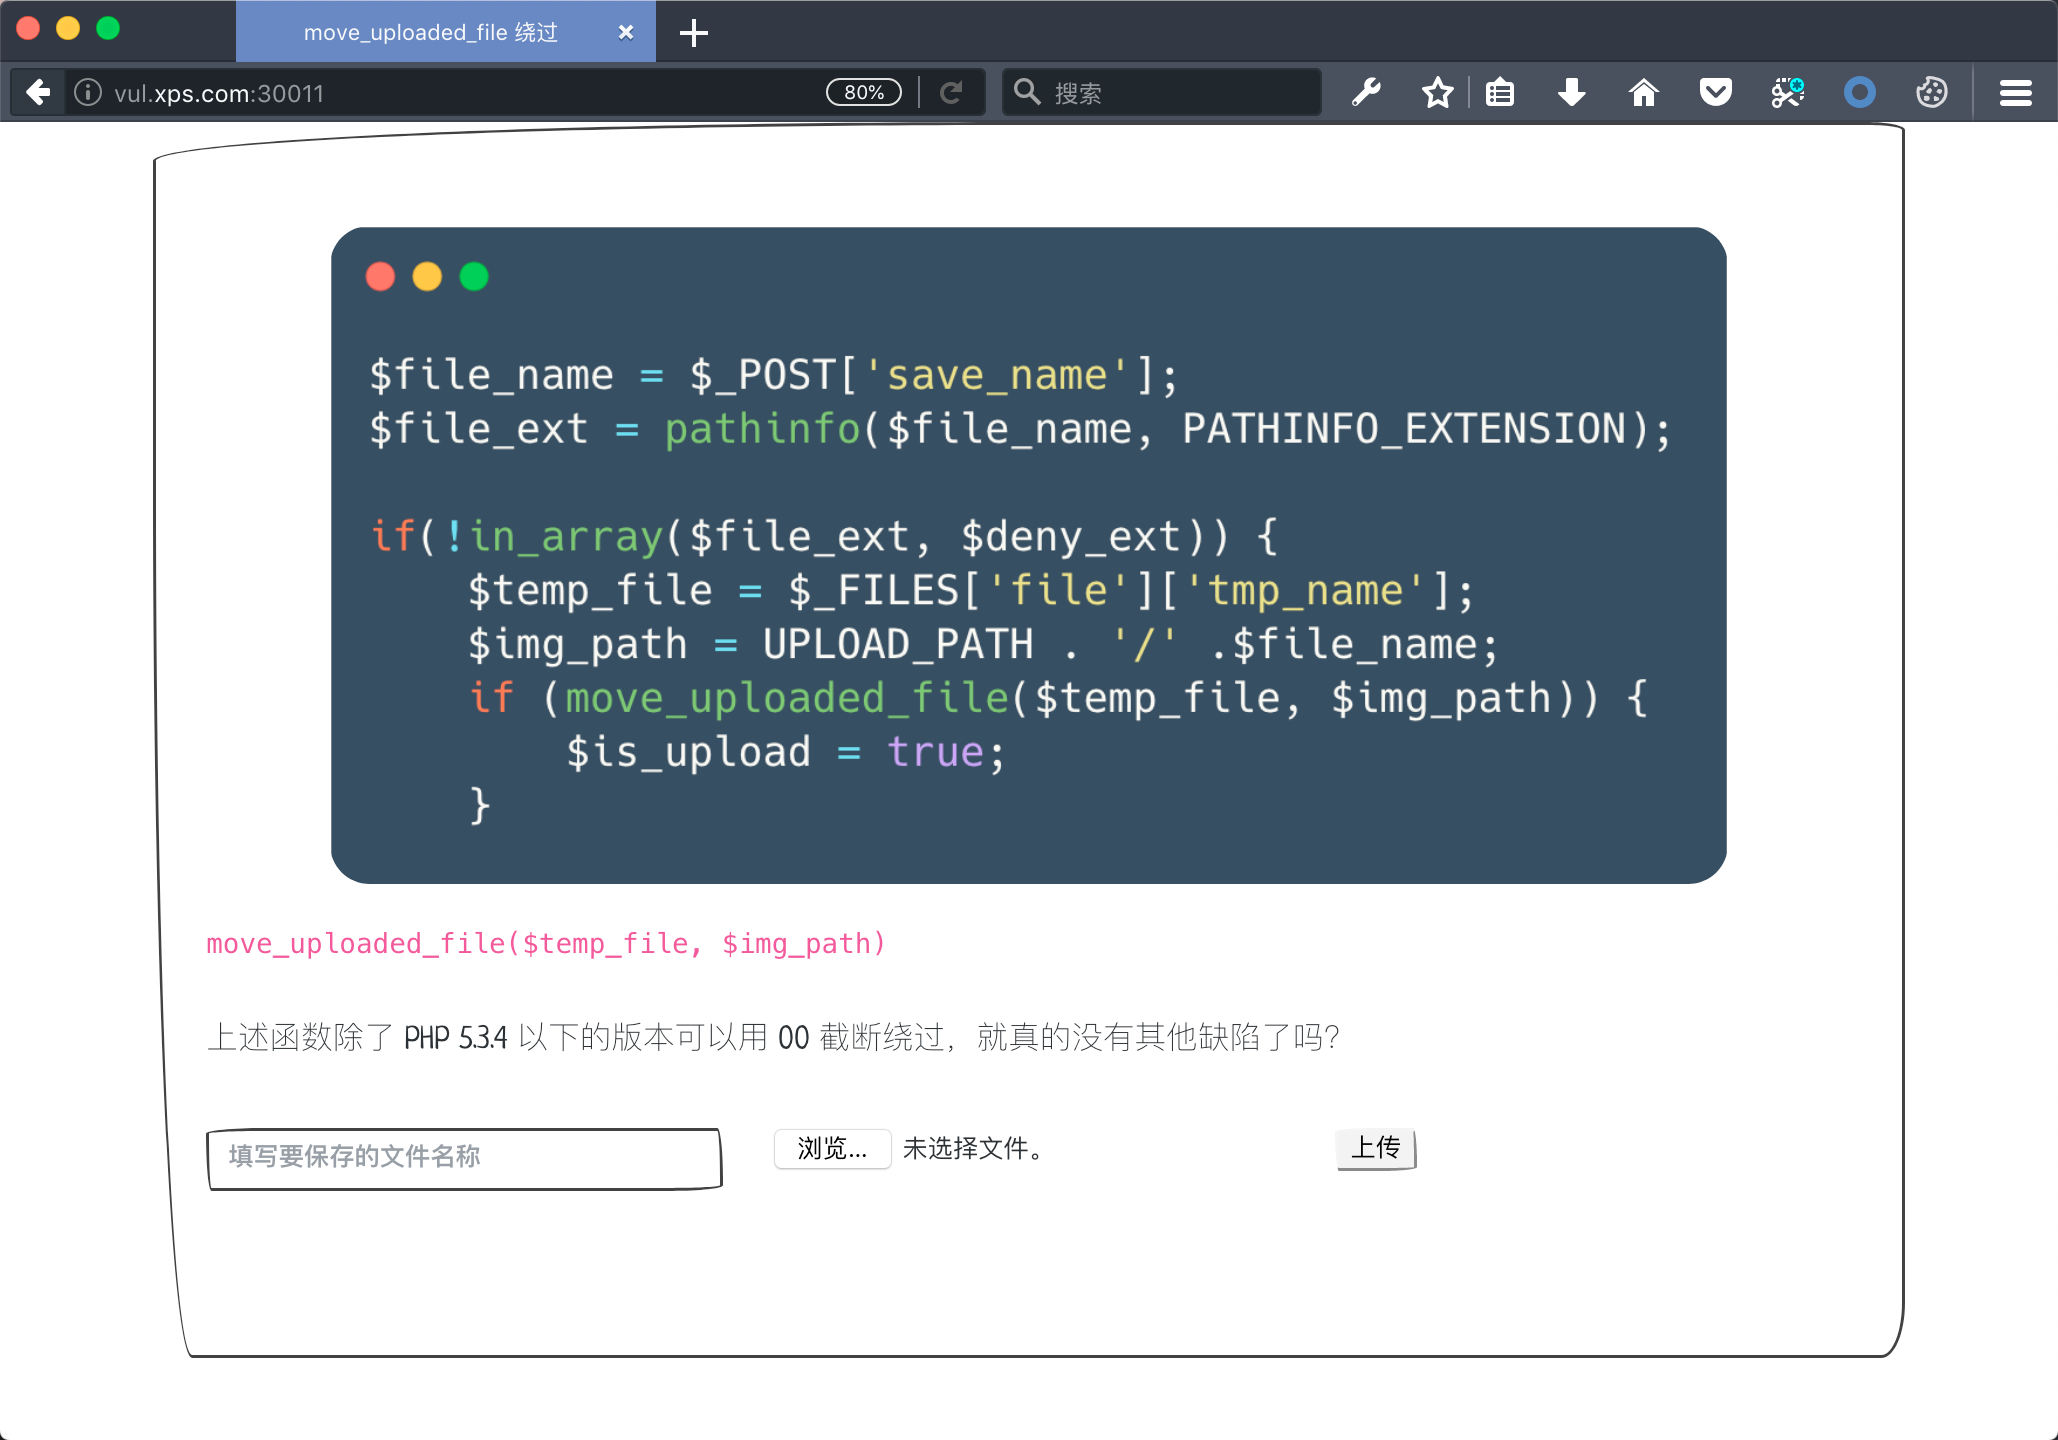 move_uploaded_file 绕过
vul.xps.com:30011
80%
搜索
$file_name = $_POST['save_name'];
$file_ext = pathinfo($file_name, PATHINFO_EXTENSION);
if(!in_array($file_ext, $deny_ext)) {
    $temp_file = $_FILES['file']['tmp_name'];
    $img_path = UPLOAD_PATH . '/' .$file_name;
    if (move_uploaded_file($temp_file, $img_path)) {
        $is_upload = true;
    }
move_uploaded_file($temp_file, $img_path)
上述函数除了 PHP 5.3.4 以下的版本可以用 00 截断绕过，就真的没有其他缺陷了吗?
填写要保存的文件名称
浏览... 未选择文件。
上传